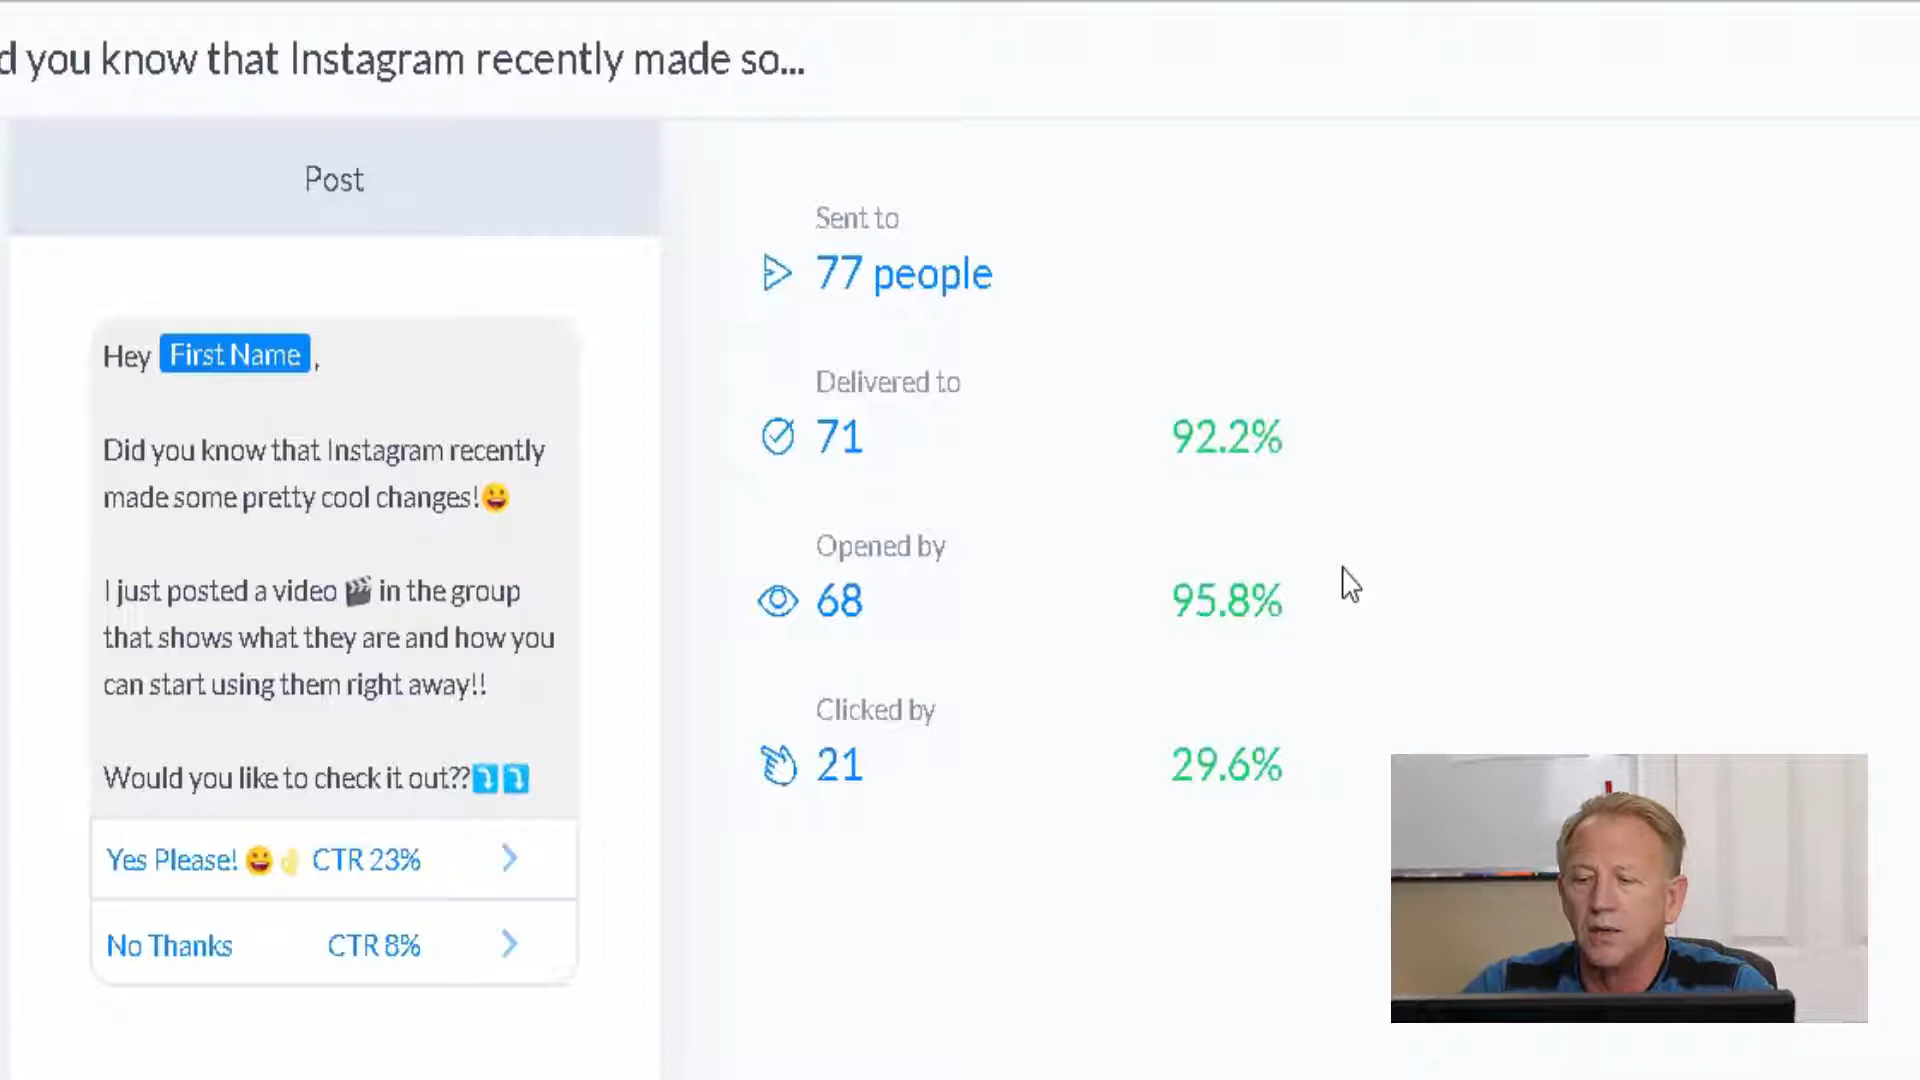 d you know that Instagram recently made so...
Post
Hey First Name ,
Did you know that Instagram recently
made some pretty cool changes!😀
I just posted a video 🎬 in the group
that shows what they are and how you
can start using them right away!!
Would you like to check it out??⤵️⤵️
Yes Please! 😀👌 CTR 23%
No Thanks CTR 8%
Sent to
77 people
Delivered to
71 92.2%
Opened by
68 95.8%
Clicked by
21 29.6%